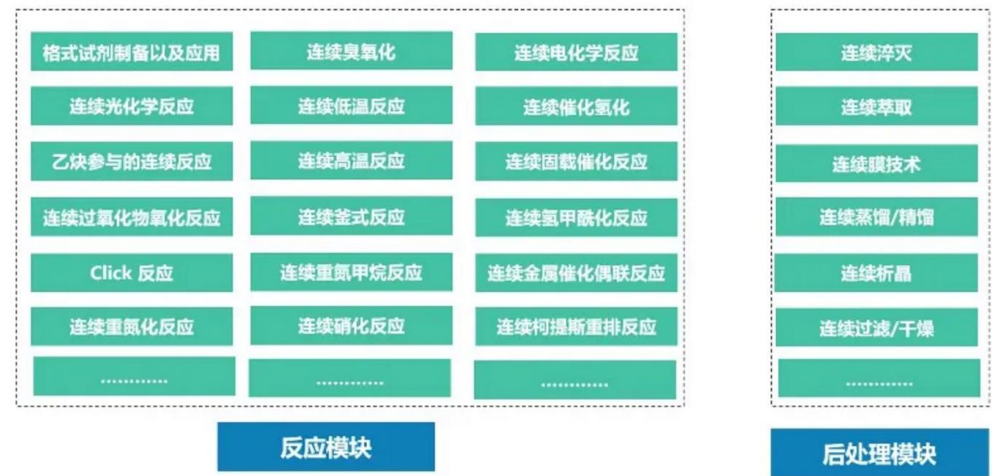 格式试剂制备以及应用
连续臭氧化
连续电化学反应
连续淬灭
连续光化学反应
连续低温反应
连续催化氢化
连续萃取
乙炔参与的连续反应
连续高温反应
连续固载催化反应
连续膜技术
连续过氧化物氧化反应
连续釜式反应
连续氢甲酰化反应
连续蒸馏/精馏
Click 反应
连续重氮甲烷反应
连续金属催化偶联反应
连续析晶
连续重氮化反应
连续硝化反应
连续柯提斯重排反应
连续过滤/干燥
............
............
............
............
反应模块
后处理模块